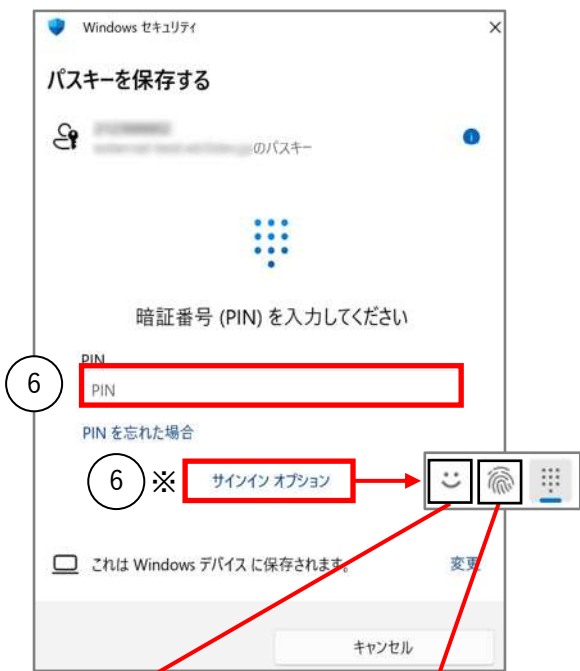 Windows セキュリティ
パスキーを保存する
のパスキー
暗証番号 (PIN) を入力してください
PIN
6
PIN
PIN を忘れた場合
6 ※ サインイン オプション
これは Windows デバイス に保存されます。 変更
キャンセル